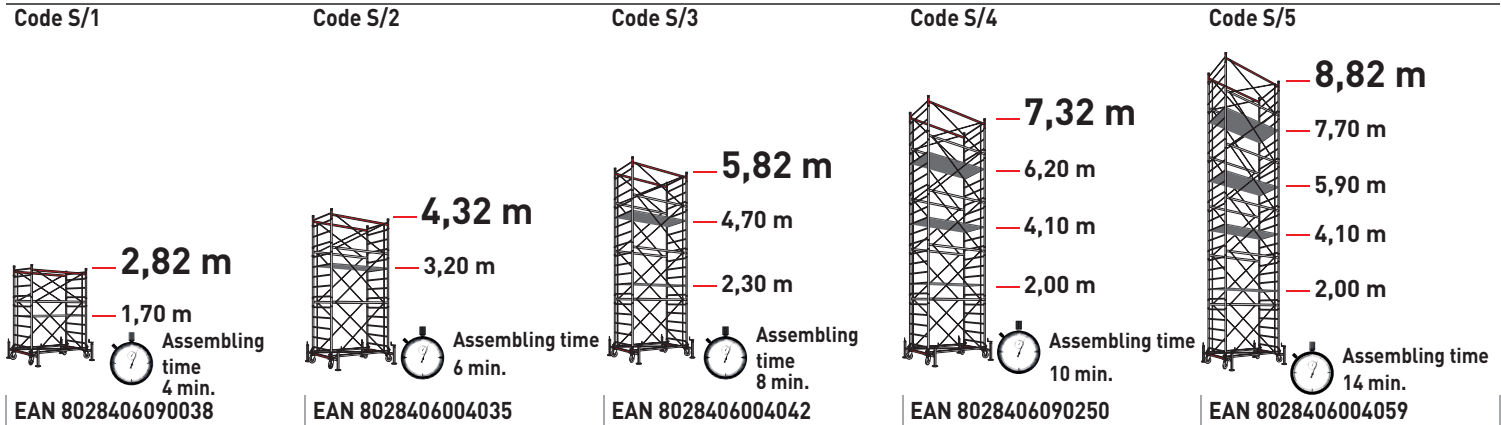 Code S/1
2,82 m
1,70 m
Assembling
time
4 min.
EAN 8028406090038
Code S/2
4,32 m
3,20 m
Assembling time
6 min.
EAN 8028406004035
Code S/3
5,82 m
4,70 m
2,30 m
Assembling
time
8 min.
EAN 8028406004042
Code S/4
7,32 m
6,20 m
4,10 m
2,00 m
Assembling time
10 min.
EAN 8028406090250
Code S/5
8,82 m
7,70 m
5,90 m
4,10 m
2,00 m
Assembling time
14 min.
EAN 8028406004059